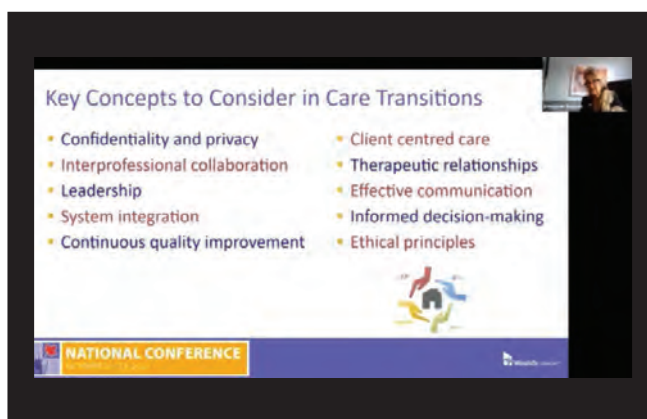 Key Concepts to Consider in Care Transitions
• Confidentiality and privacy
• Interprofessional collaboration
• Leadership
• System integration
• Continuous quality improvement
• Client centred care
• Therapeutic relationships
• Effective communication
• Informed decision-making
• Ethical principles
NATIONAL CONFERENCE